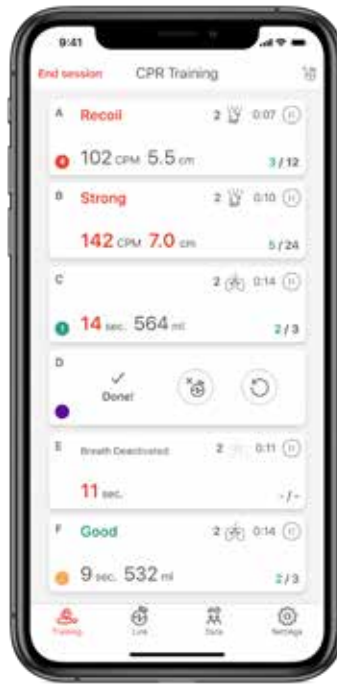 9:41
End session CPR Training
A Recoil 2 0:07
4 102 CPM 5.5 cm 3 / 12
B Strong 2 0:10
142 CPM 7.0 cm 5 / 24
C 2 0:14
1 14 sec. 564 ml 2 / 3
D
Done!
E Breath Deactivated 2 0:11
11 sec. - / -
F Good 2 0:14
9 sec. 532 ml 2 / 3
Training Link Data Settings